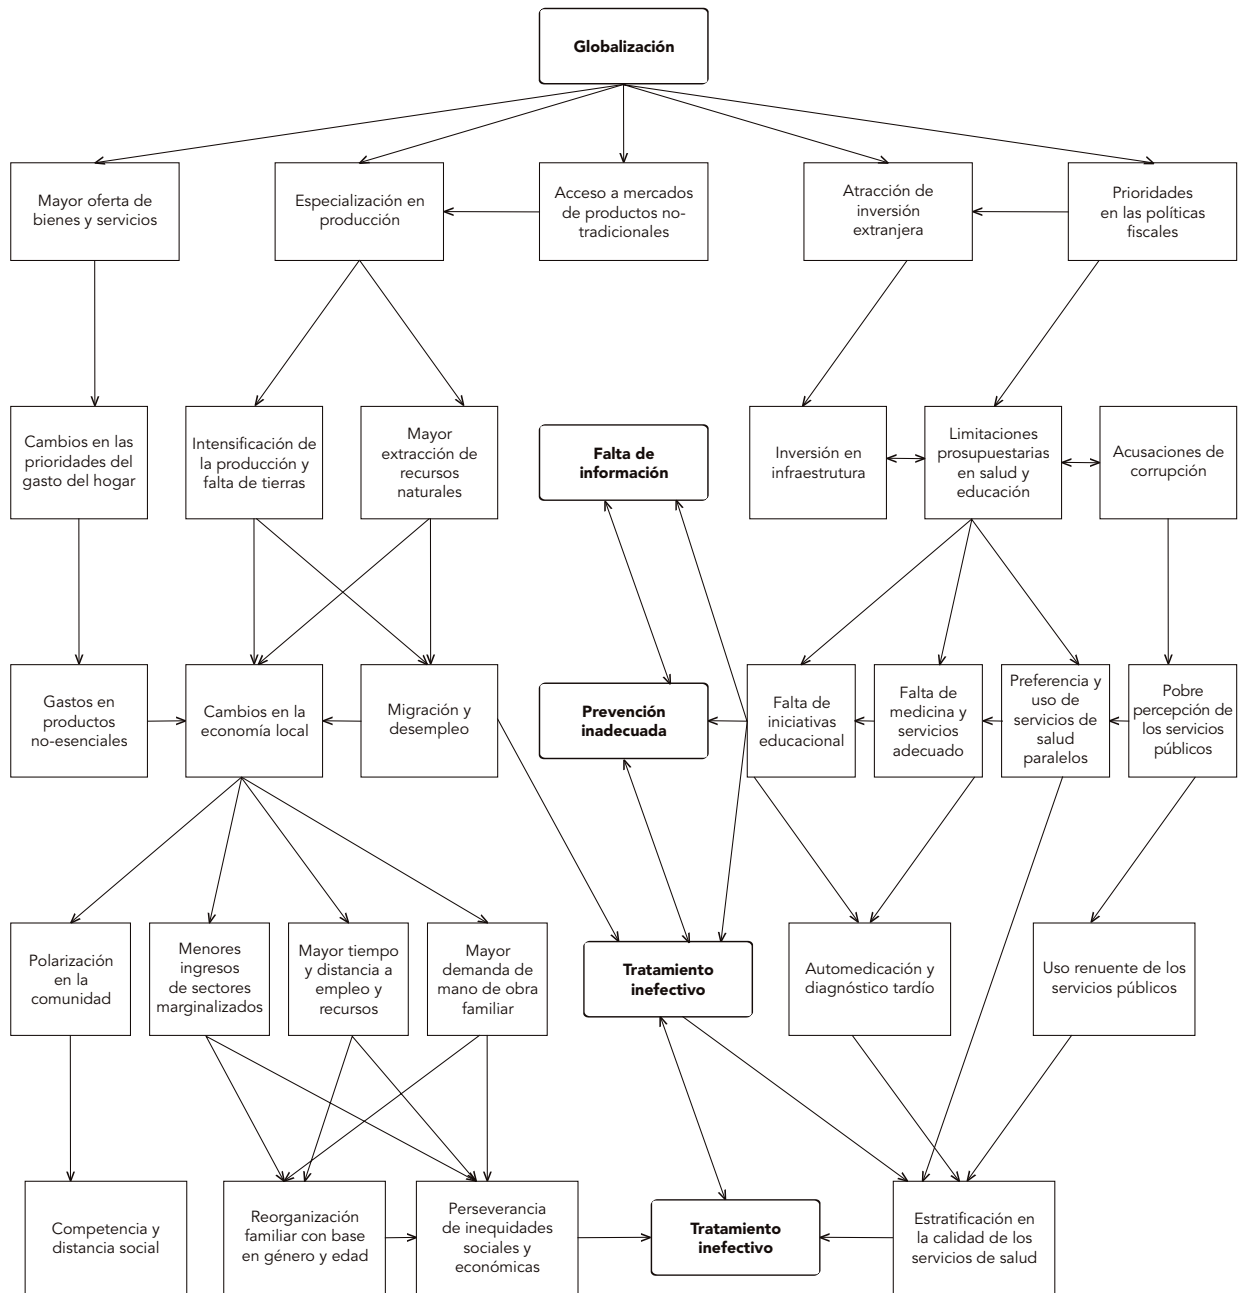 Globalización
Mayor oferta de
bienes y servicios
Especialización en
producción
Acceso a mercados
de productos no-
tradicionales
Atracción de
inversión
extranjera
Prioridades
en las políticas
fiscales
Cambios en las
prioridades del
gasto del hogar
Intensificación de
la producción y
falta de tierras
Mayor
extracción de
recursos
naturales
Falta de
información
Inversión en
infraestrutura
Limitaciones
prosupuestarias
en salud y
educación
Acusaciones de
corrupción
Gastos en
productos
no-esenciales
Cambios en la
economía local
Migración y
desempleo
Prevención
inadecuada
Falta de
iniciativas
educacional
Falta de
medicina y
servicios
adecuado
Preferencia y
uso de
servicios de
salud
paralelos
Pobre
percepción de
los servicios
públicos
Polarización
en la
comunidad
Menores
ingresos
de sectores
marginalizados
Mayor tiempo
y distancia a
empleo y
recursos
Mayor
demanda de
mano de obra
familiar
Tratamiento
inefectivo
Automedicación y
diagnóstico tardío
Uso renuente de los
servicios públicos
Competencia y
distancia social
Reorganización
familiar con base
en género y edad
Perseverancia
de inequidades
sociales y
económicas
Tratamiento
inefectivo
Estratificación en
la calidad de los
servicios de salud